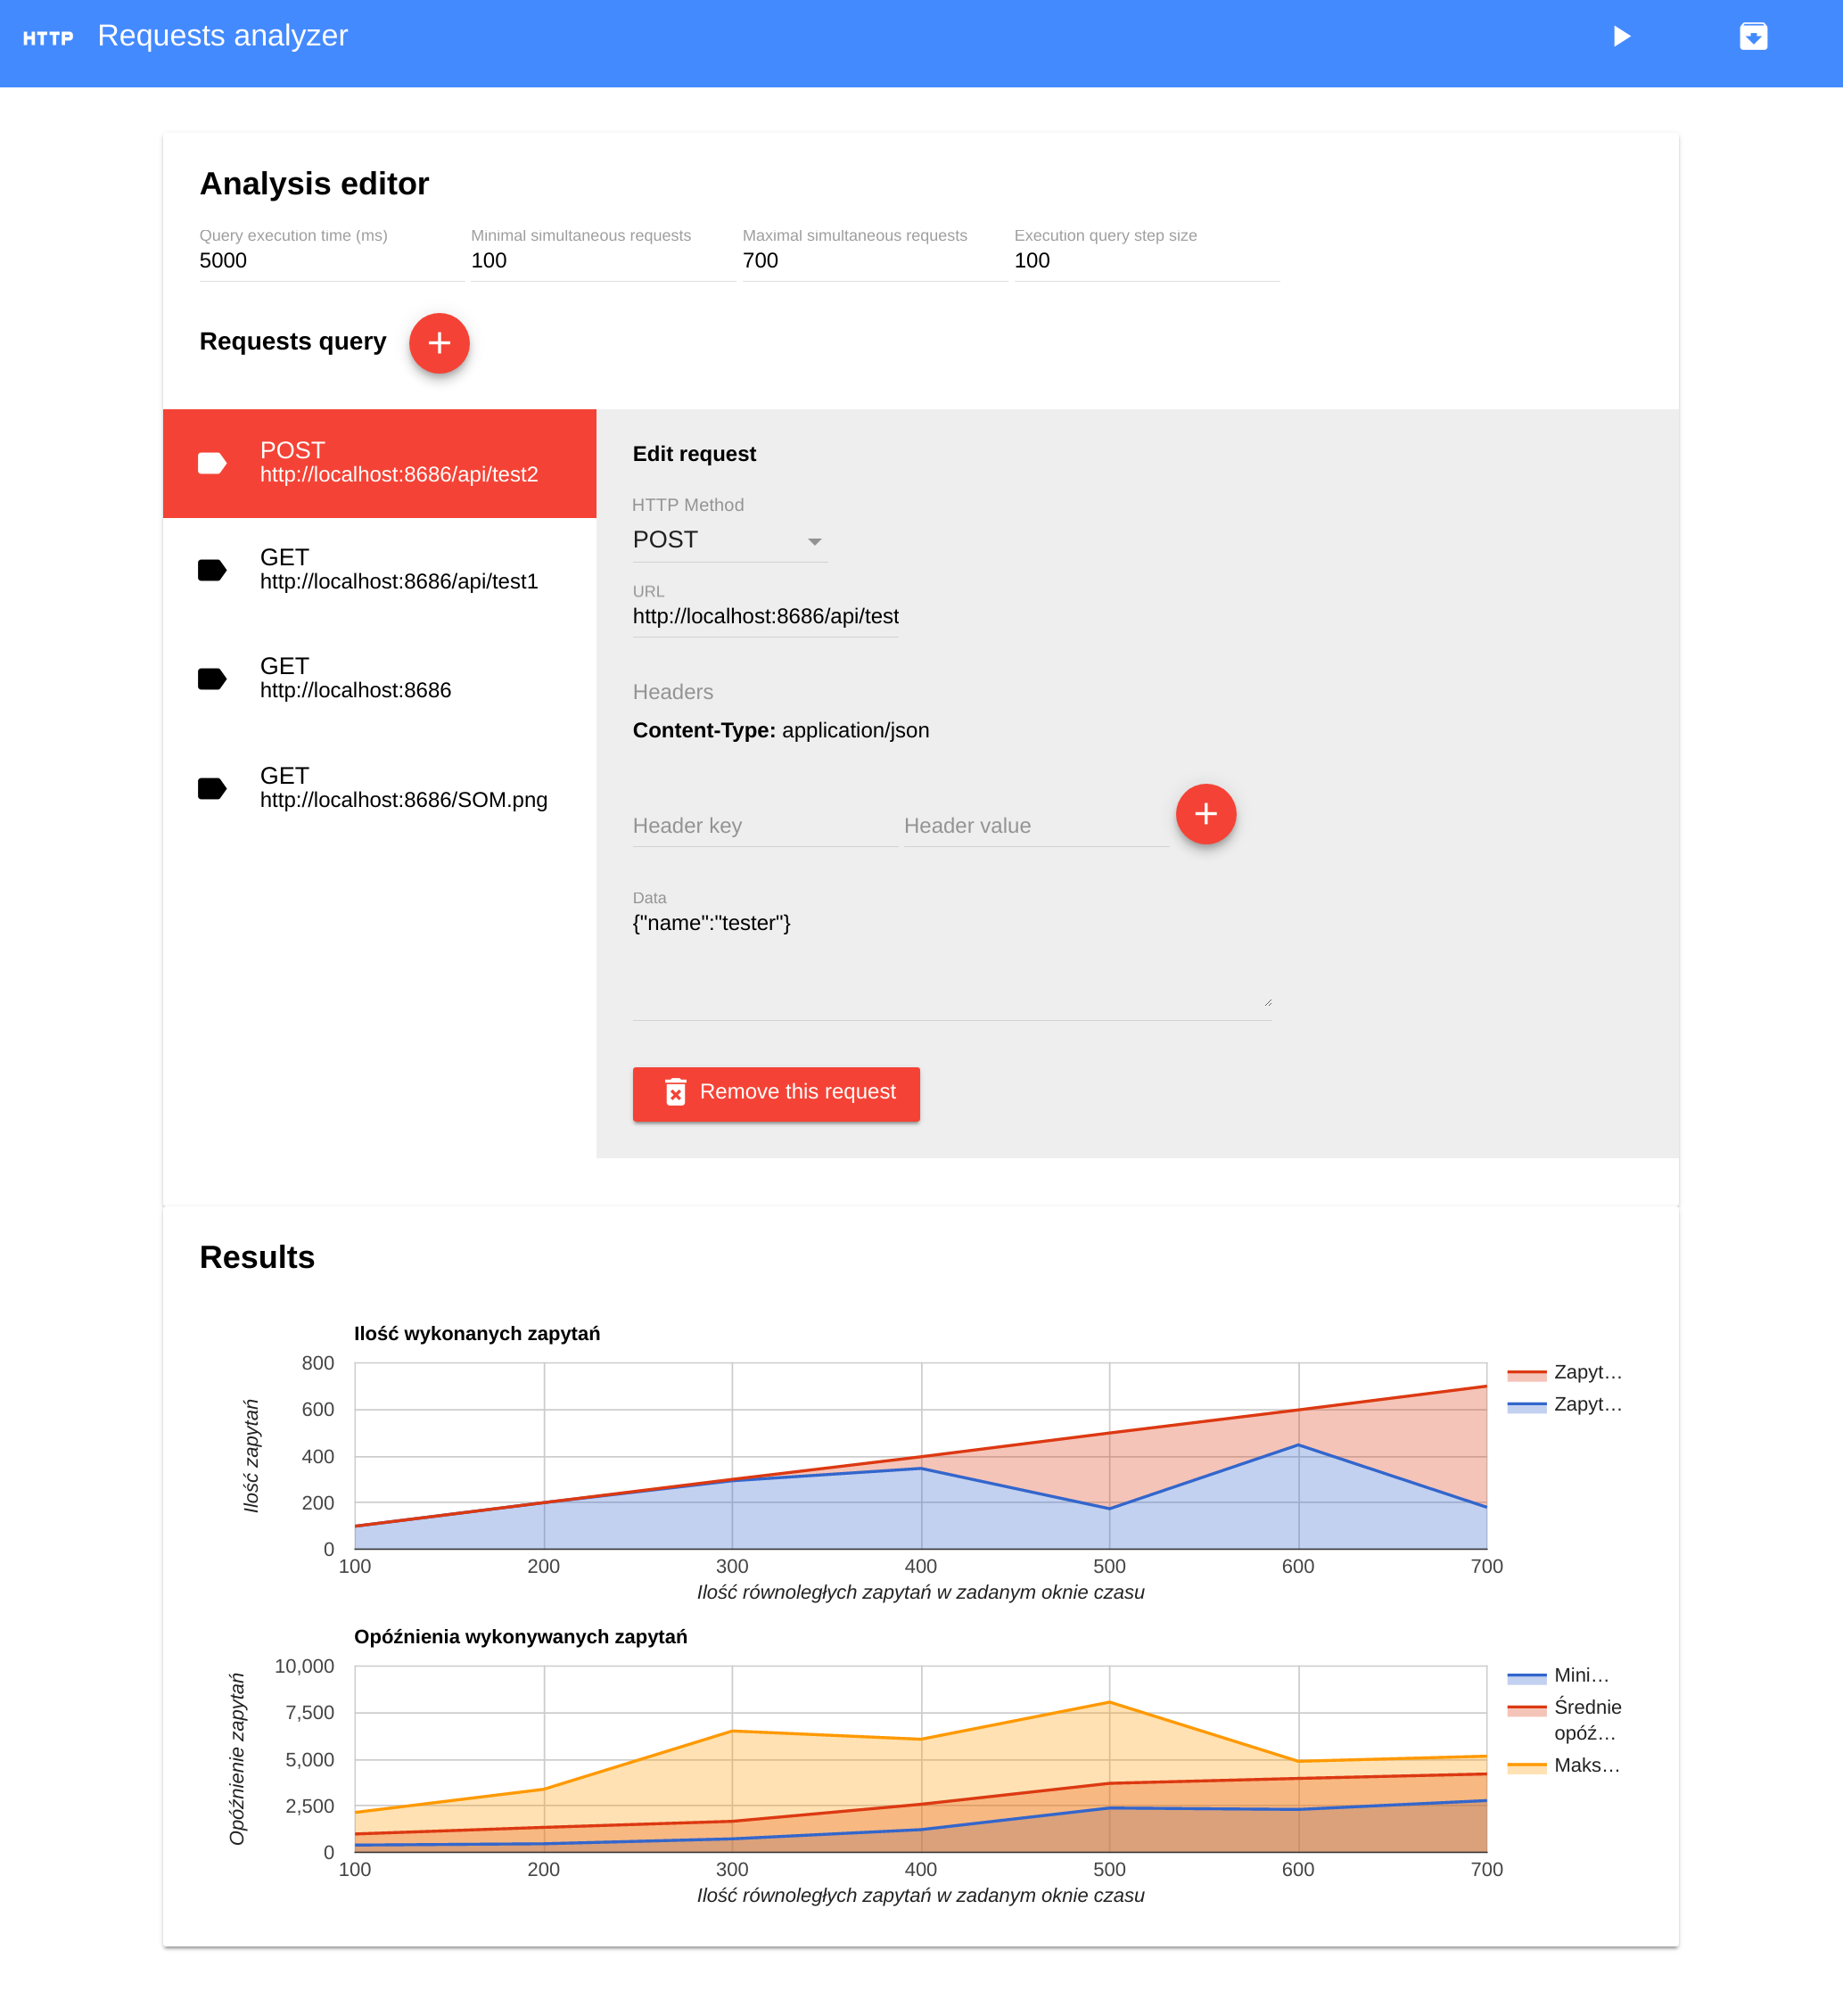 HTTP Requests analyzer
Analysis editor
Query execution time (ms) Minimal simultaneous requests Maximal simultaneous requests Execution query step size
5000 100 700 100
Requests query
POST
http://localhost:8686/api/test2
GET
http://localhost:8686/api/test1
GET
http://localhost:8686
GET
http://localhost:8686/SOM.png
Edit request
HTTP Method
POST
URL
http://localhost:8686/api/test
Headers
Content-Type: application/json
Header key Header value
Data
{"name":"tester"}
Remove this request
Results
Ilość wykonanych zapytań
Ilość zapytań
800
600
400
200
0
100 200 300 400 500 600 700
Ilość równoległych zapytań w zadanym oknie czasu
Zapyt...
Zapyt...
Opóźnienia wykonywanych zapytań
Opóźnienie zapytań
10,000
7,500
5,000
2,500
0
100 200 300 400 500 600 700
Ilość równoległych zapytań w zadanym oknie czasu
Mini...
Średnie
opóź...
Maks...